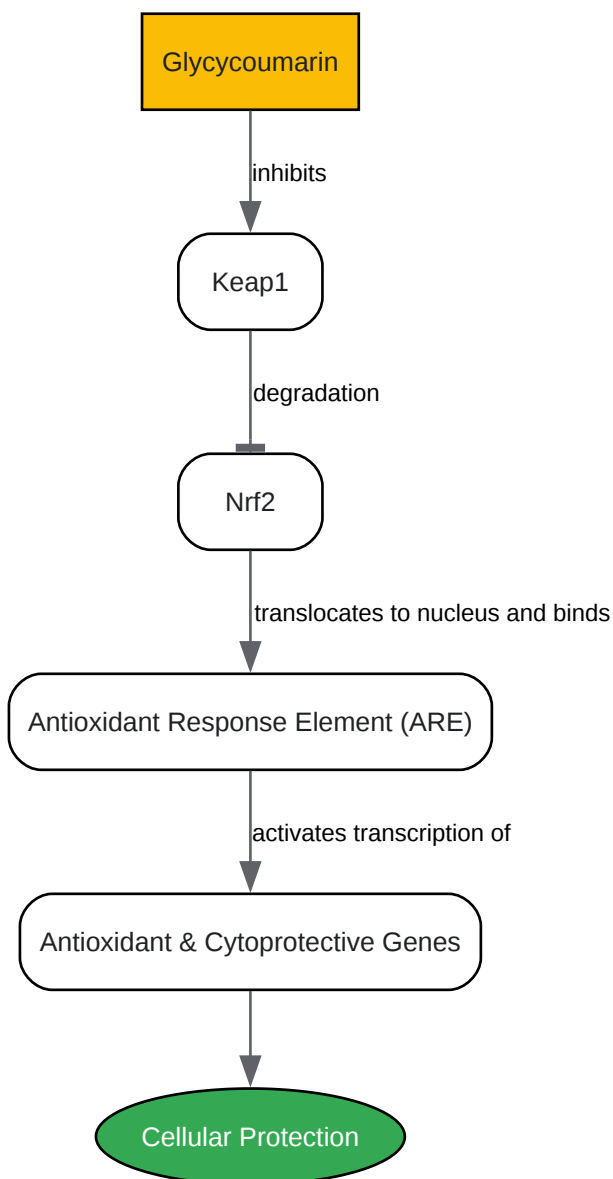 Glycycoumarin
inhibits
Keap1
degradation
Nrf2
translocates to nucleus and binds
Antioxidant Response Element (ARE)
activates transcription of
Antioxidant & Cytoprotective Genes
Cellular Protection